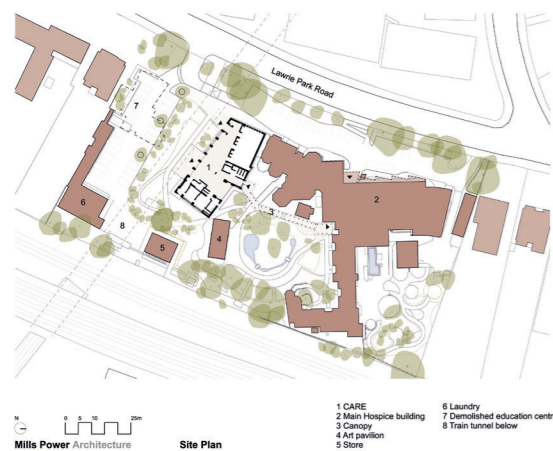 Lawrie Park Road
7
1
2
3
6
8
4
5
N
0 5 10 25m
Mills Power Architecture
Site Plan
1 CARE
2 Main Hospice building
3 Canopy
4 Art pavilion
5 Store
6 Laundry
7 Demolished education centr
8 Train tunnel below